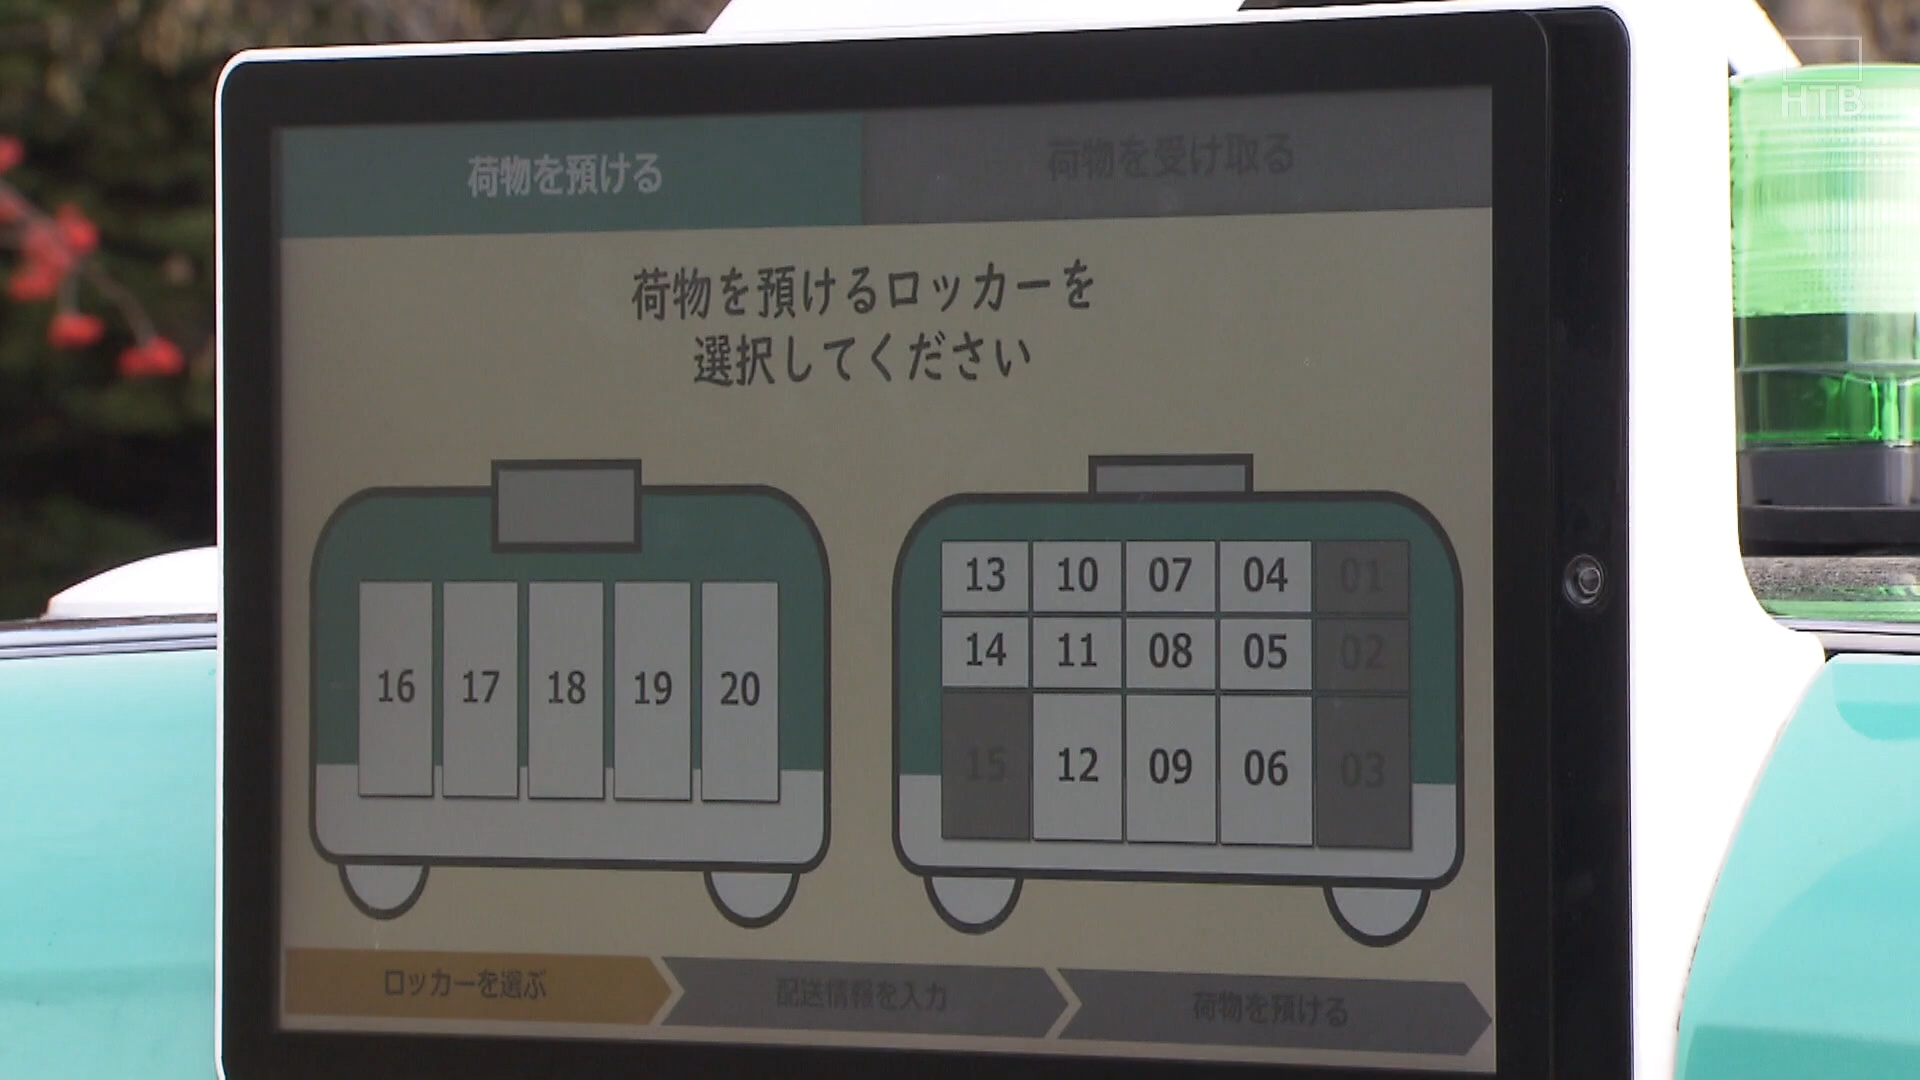 HTB
荷物を預ける
荷物を受け取る
荷物を預けるロッカーを
選択してください
16 17 18 19 20
13 10 07 04 01
14 11 08 05 02
15 12 09 06 03
ロッカーを選ぶ
配送情報を入力
荷物を預ける